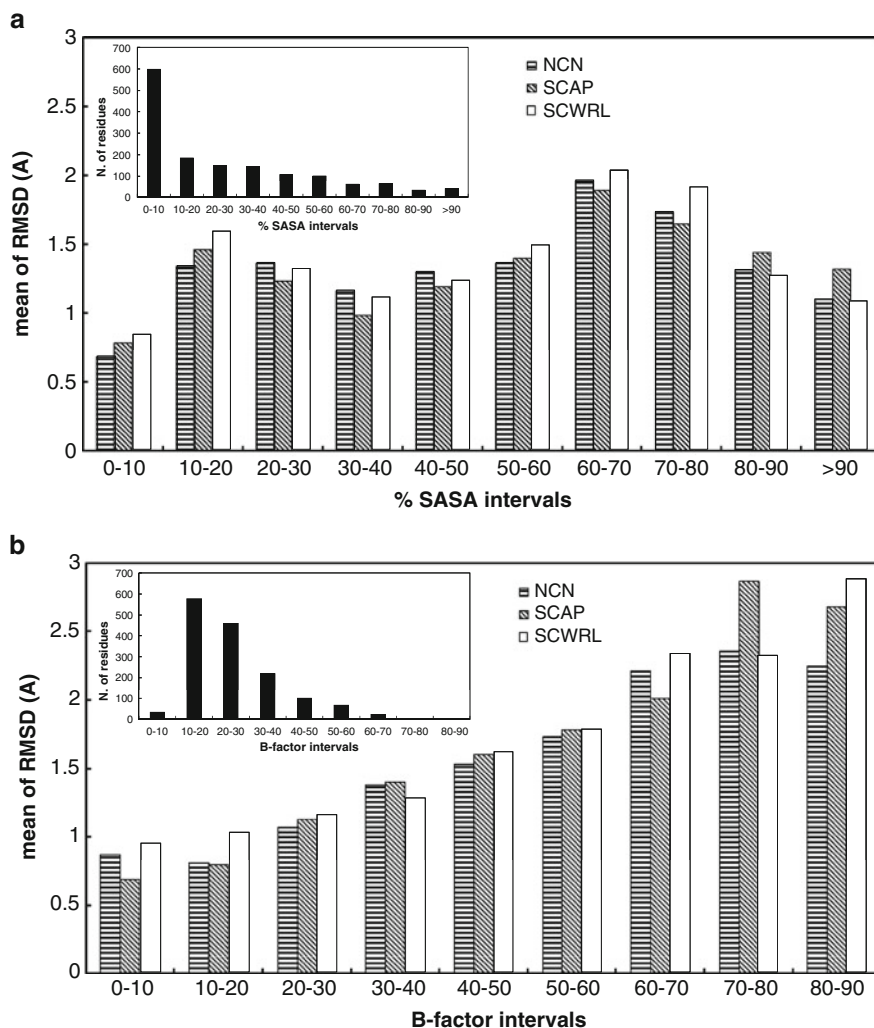 a
3
2.5
2
1.5
1
0.5
0
mean of RMSD (A)
700
600
500
400
300
200
100
0
N. of residues
0-10 10-20 20-30 30-40 40-50 50-60 60-70 70-80 80-90 >90
% SASA intervals
NCN
SCAP
SCWRL
0-10 10-20 20-30 30-40 40-50 50-60 60-70 70-80 80-90 >90
% SASA intervals
b
3
2.5
2
1.5
1
0.5
0
mean of RMSD (A)
700
600
500
400
300
200
100
0
N. of residues
0-10 10-20 20-30 30-40 40-50 50-60 60-70 70-80 80-90
B-factor intervals
NCN
SCAP
SCWRL
0-10 10-20 20-30 30-40 40-50 50-60 60-70 70-80 80-90
B-factor intervals